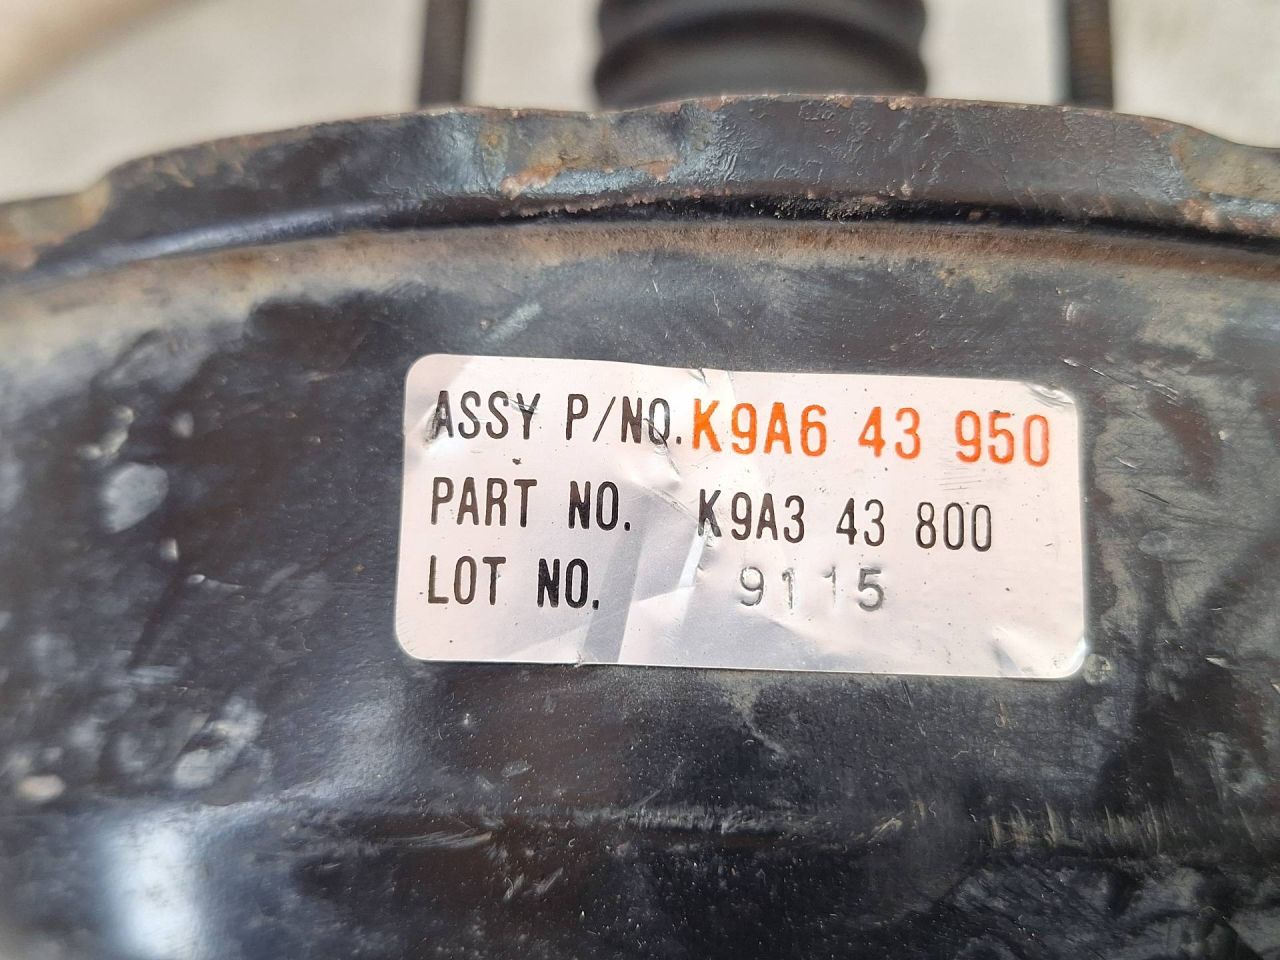 ASSY P/NO. K9A6 43 950
PART NO. K9A3 43 800
LOT NO. 9115